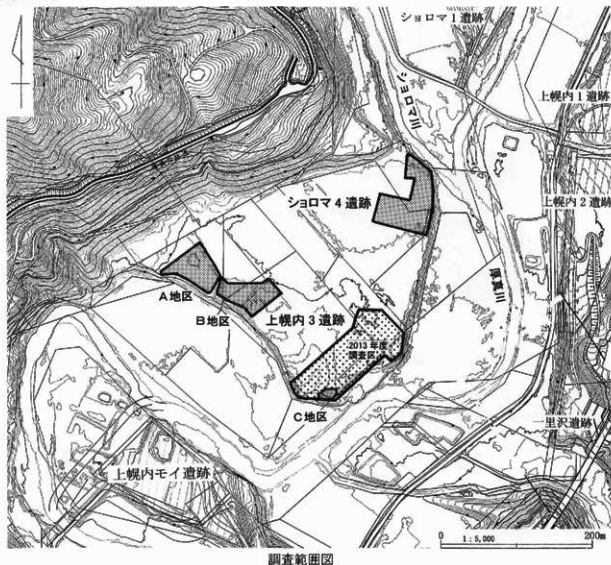 ショロマ1遺跡
ショロマ川
上幌内1遺跡
ショロマ4遺跡
上幌内2遺跡
厚真川
A地区
B地区
上幌内3遺跡
2013年度
調査区
C地区
一里沢遺跡
上幌内モイ遺跡
0
1:5,000
200m
調査範囲図